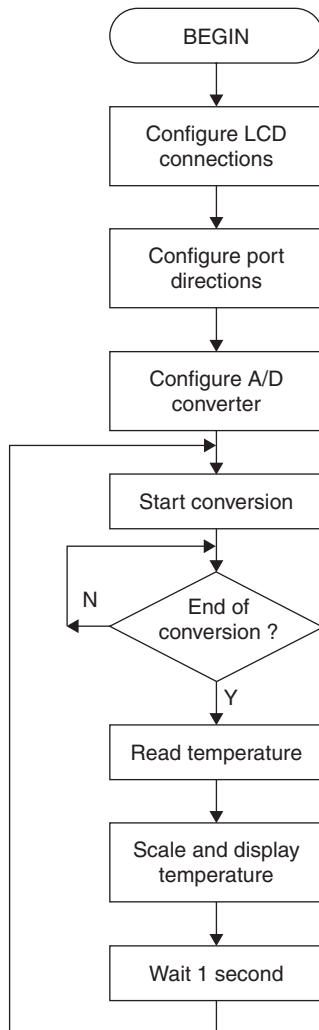 BEGIN
Configure LCD
connections
Configure port
directions
Configure A/D
converter
Start conversion
N
End of
conversion ?
Y
Read temperature
Scale and display
temperature
Wait 1 second